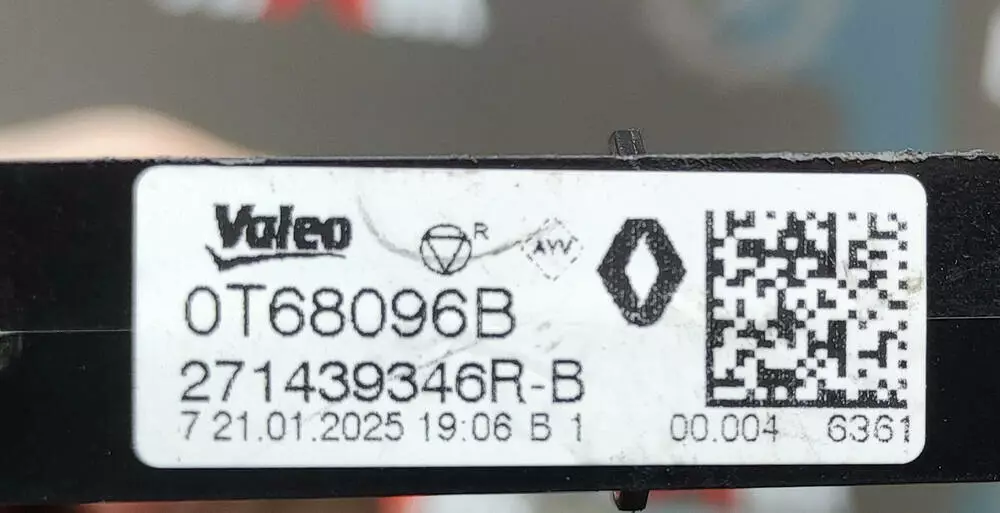 Valeo
R
0T68096B
271439346R-B
7 21.01.2025 19:06 B 1 00.004 6361